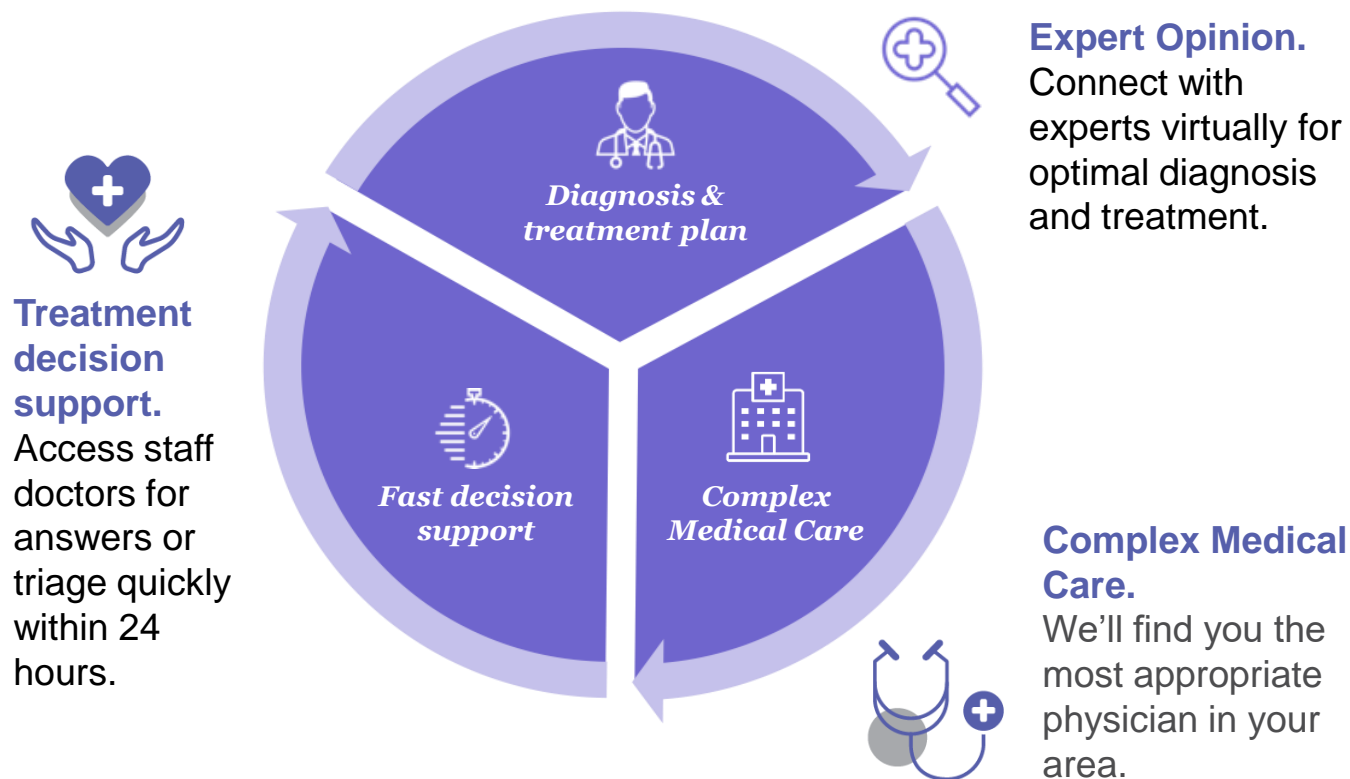 Expert Opinion.
Connect with
experts virtually for
optimal diagnosis
and treatment.
Diagnosis &
treatment plan
Treatment
decision
support.
Access staff
doctors for
answers or
triage quickly
within 24
hours.
Fast decision
support
Complex
Medical Care
Complex Medical
Care.
We’ll find you the
most appropriate
physician in your
area.